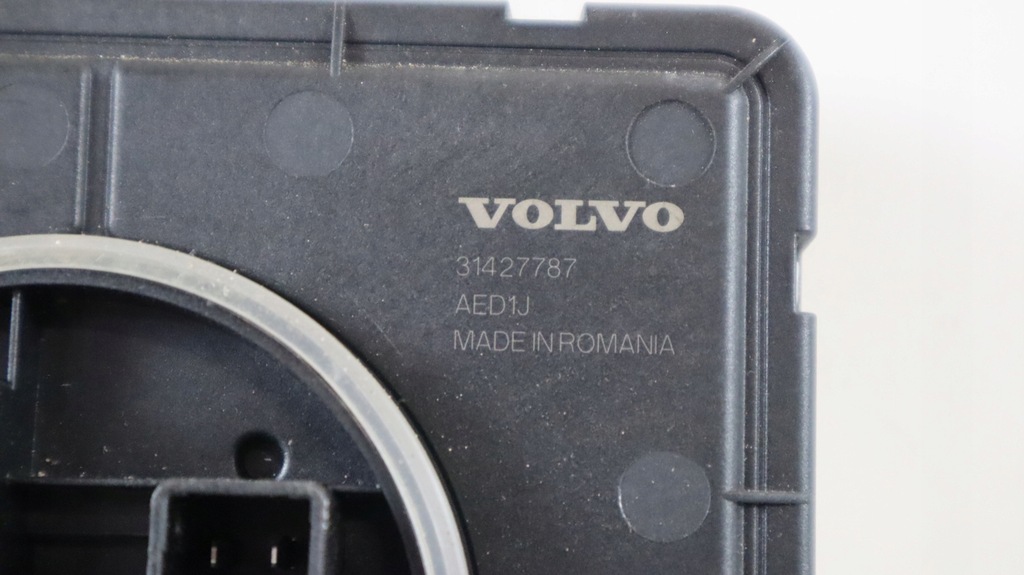 VOLVO
31427787
AED1J
MADE IN ROMANIA